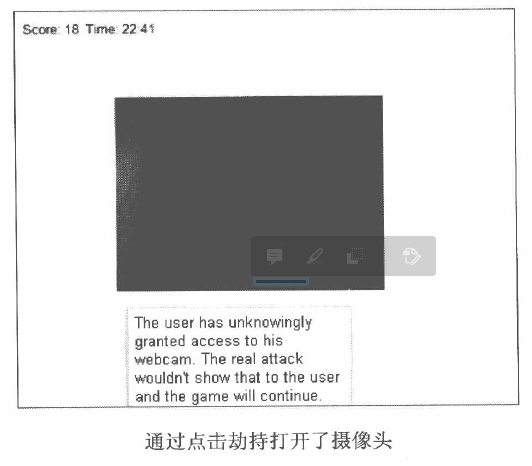 Score: 18 Time: 22:41
The user has unknowingly
granted access to his
webcam. The real attack
wouldn't show that to the user
and the game will continue.
通过点击劫持打开了摄像头